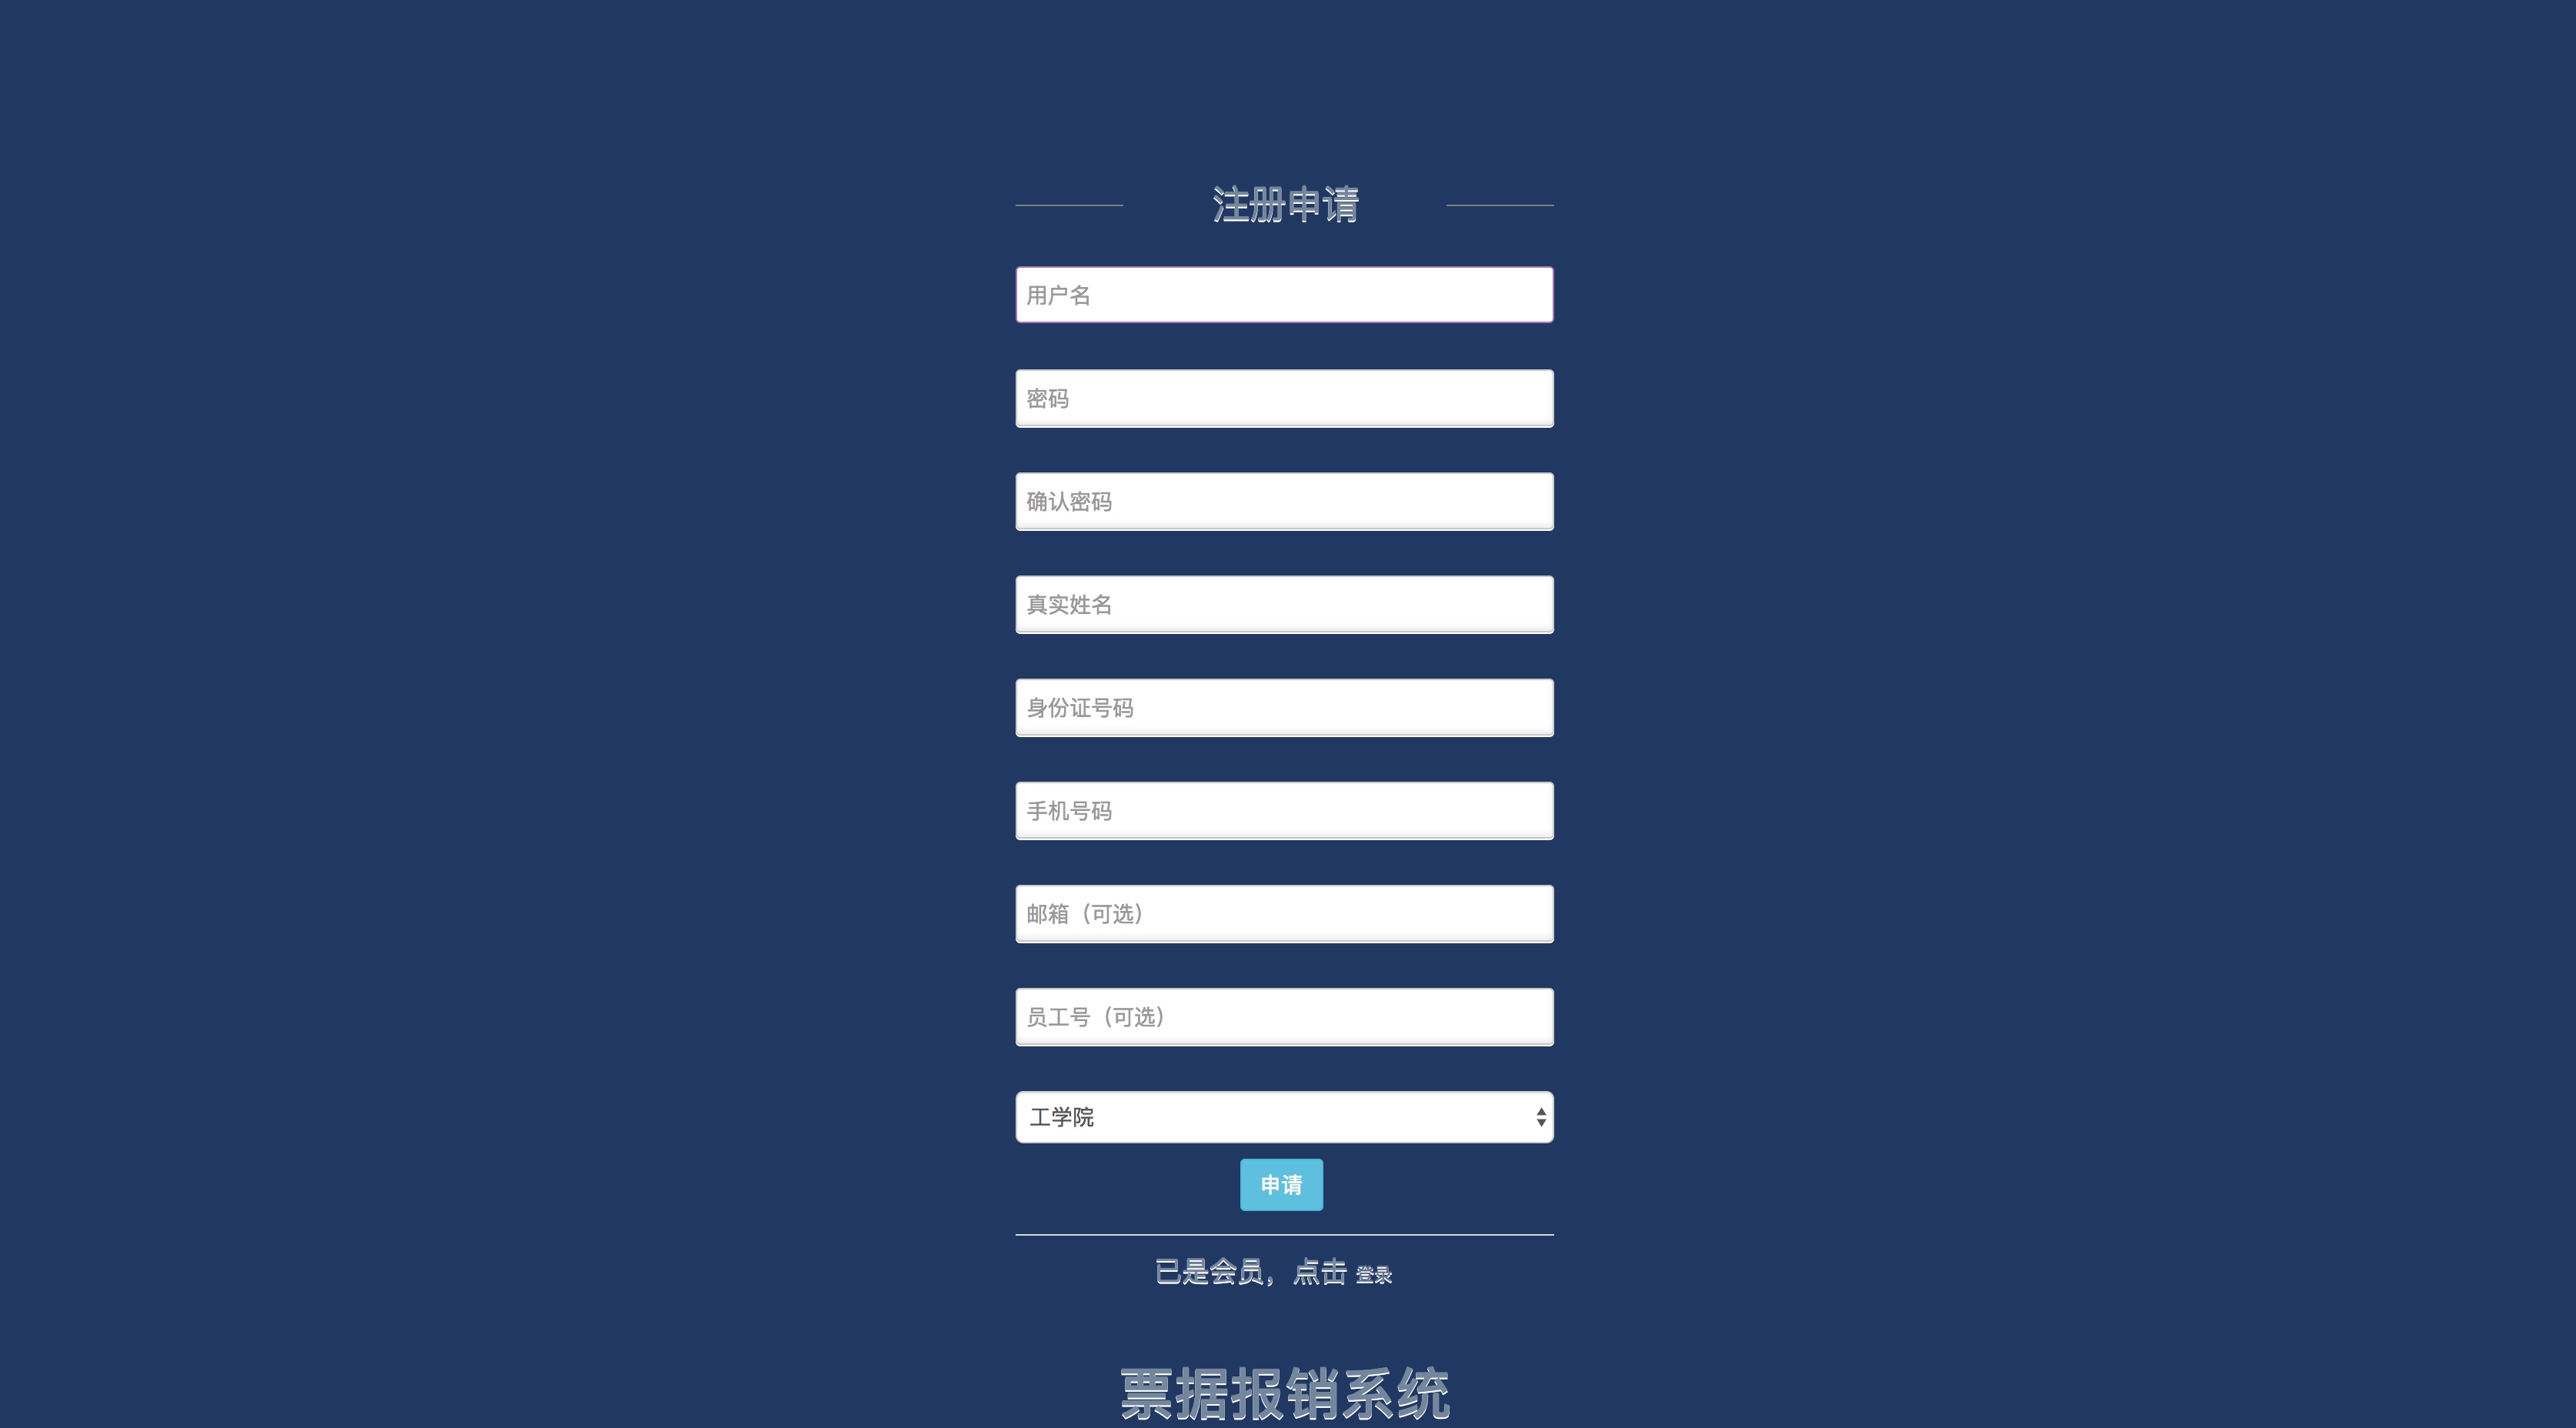 注册申请
用户名
密码
确认密码
真实姓名
身份证号码
手机号码
邮箱（可选）
员工号（可选）
工学院
申请
已是会员，点击 登录
票据报销系统